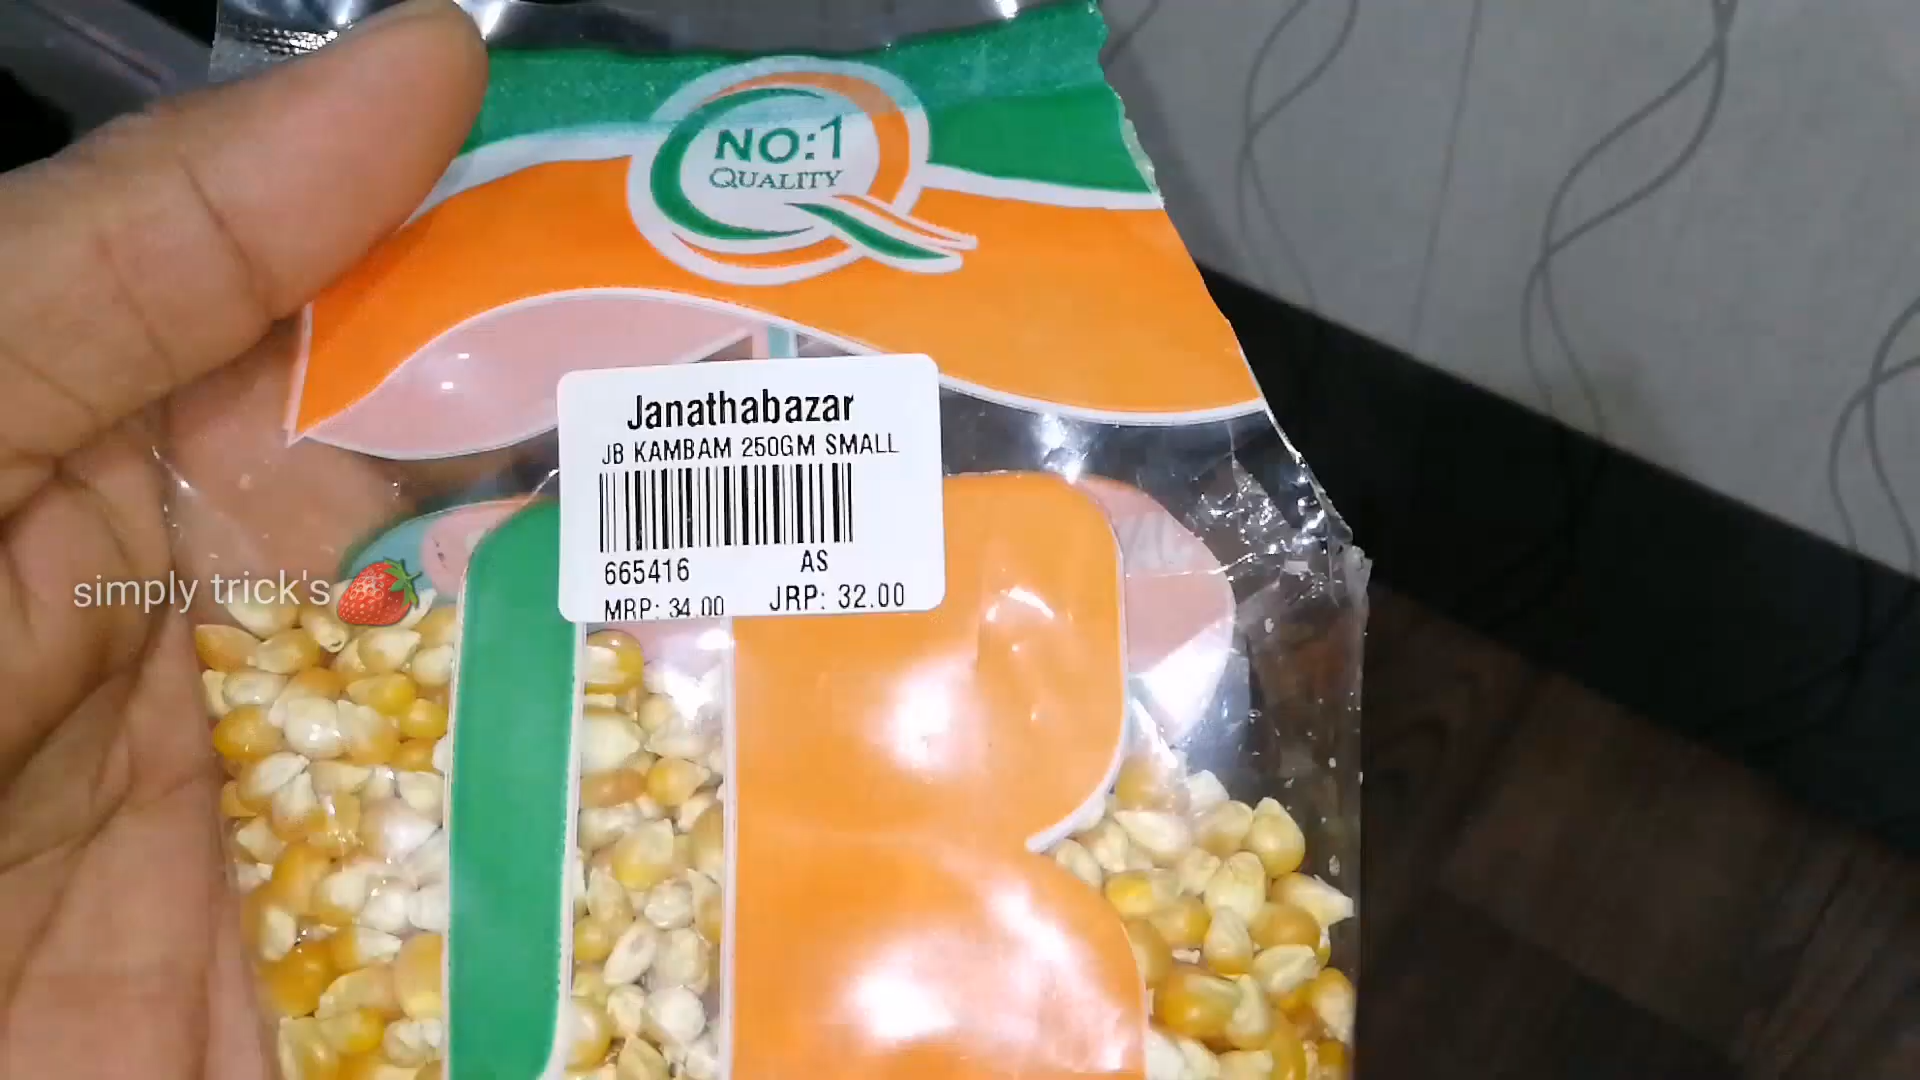 NO:1
QUALITY
Janathabazar
JB KAMBAM 250GM SMALL
665416 AS
MRP: 34.00 JRP: 32.00
simply trick's